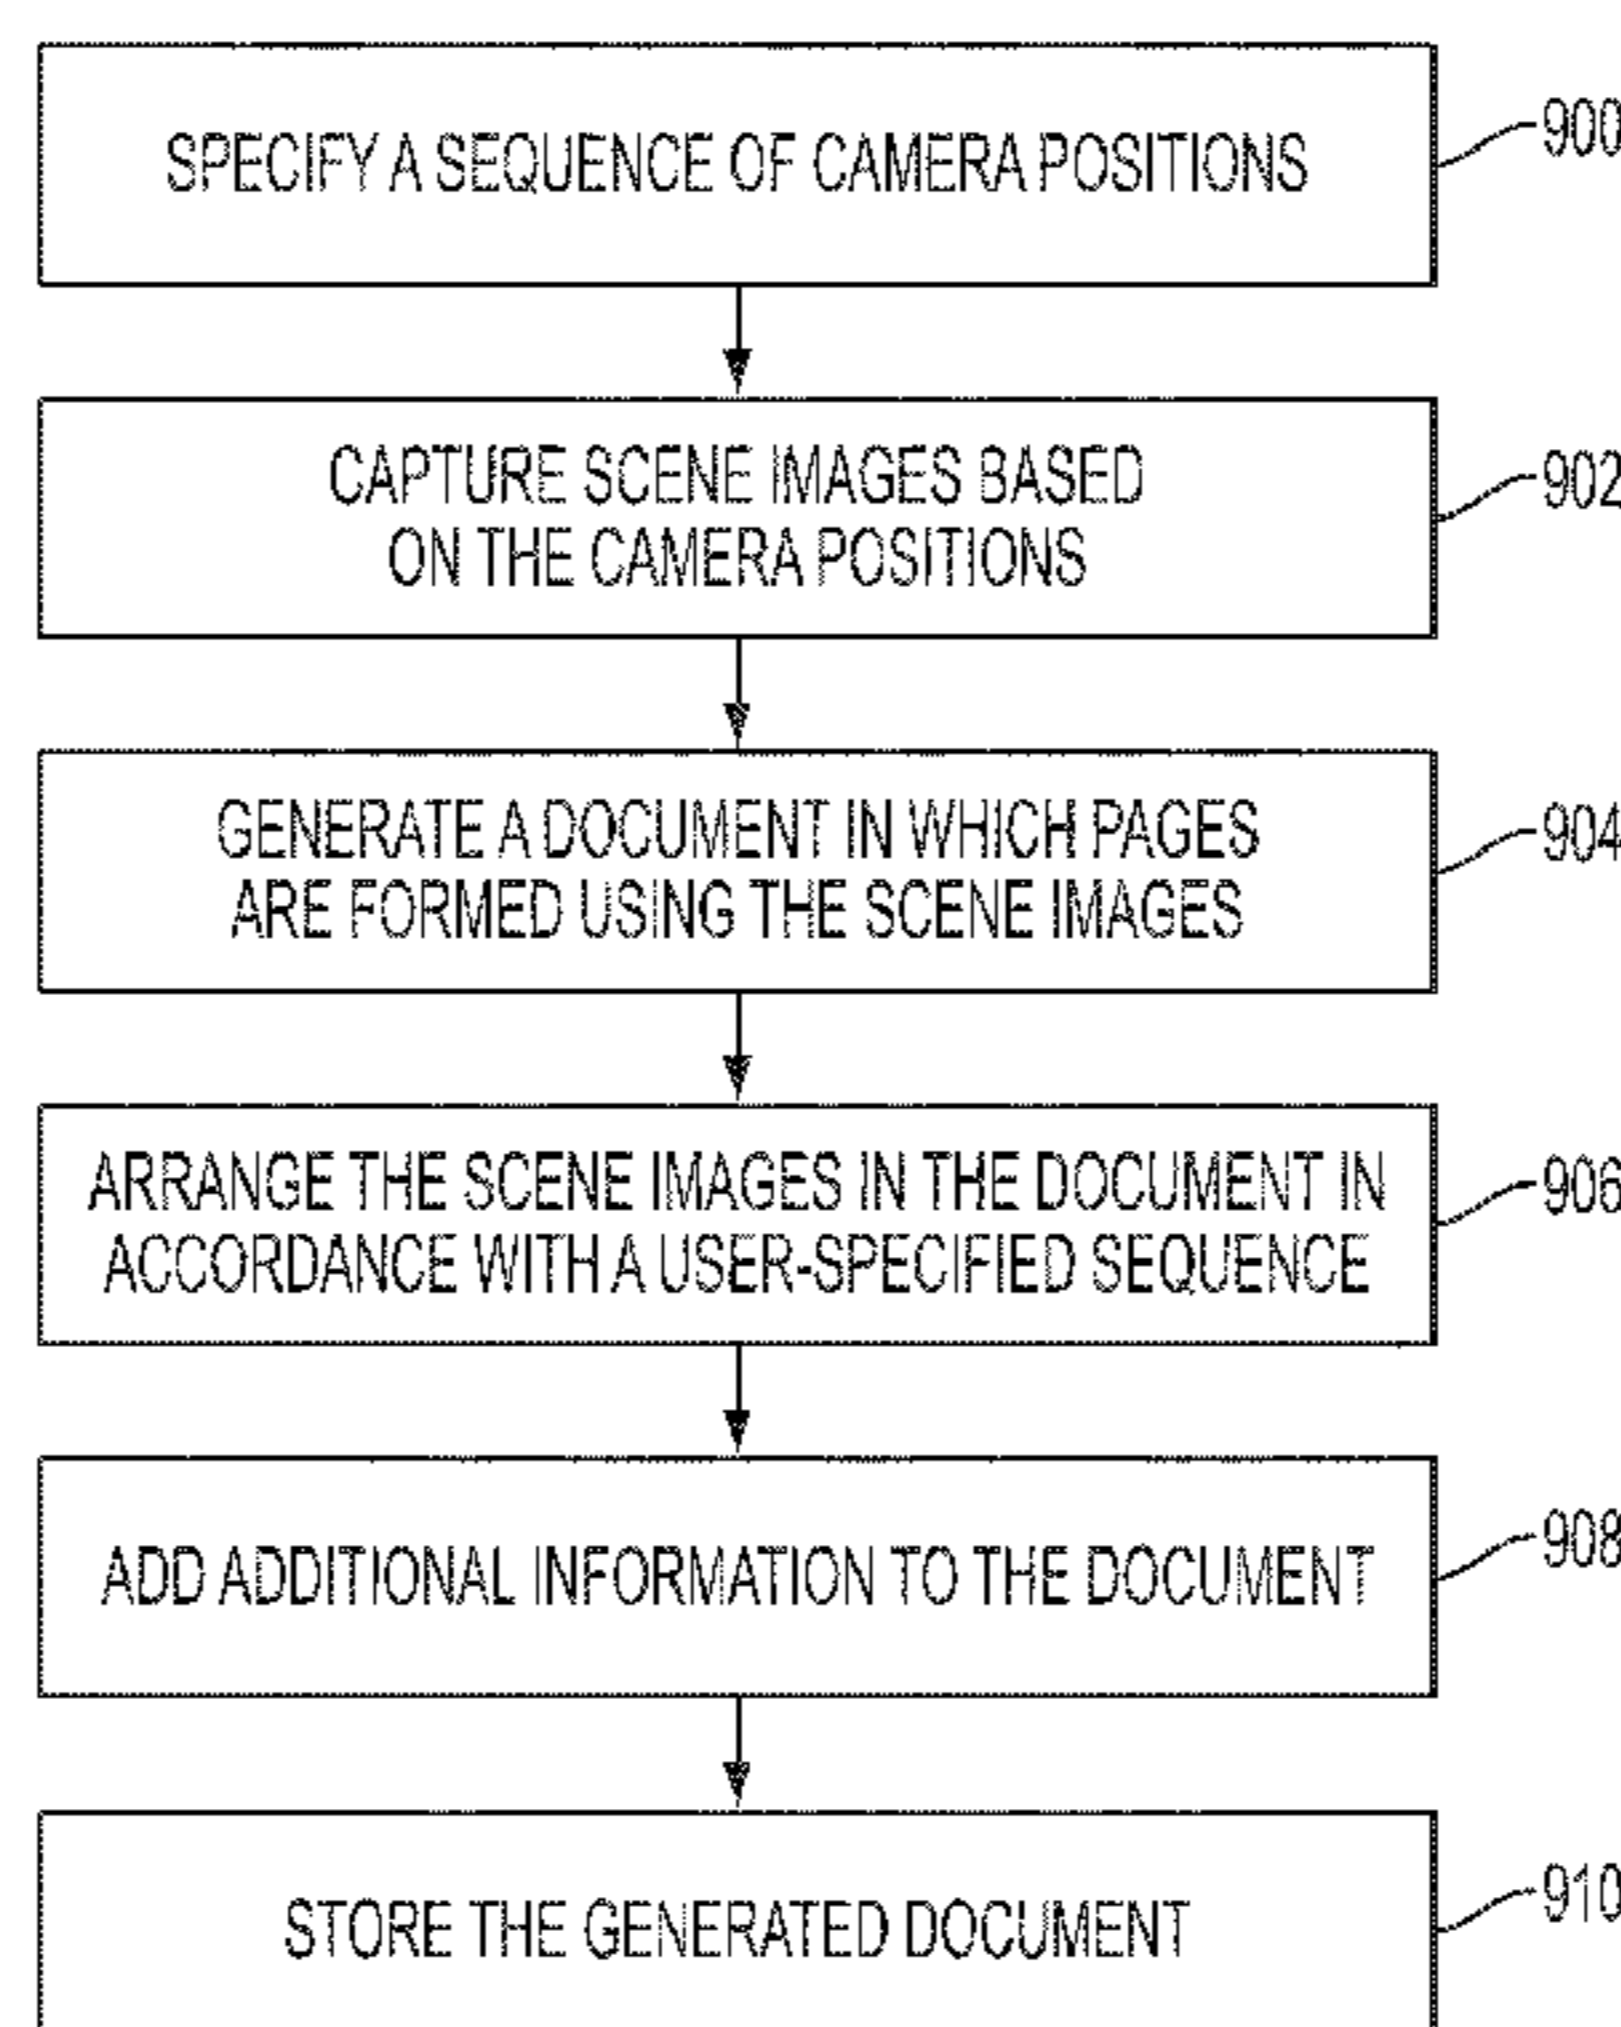 SPECIFY A SEQUENCE OF CAMERA POSITIONS
900
CAPTURE SCENE IMAGES BASED
ON THE CAMERA POSITIONS
902
GENERATE A DOCUMENT IN WHICH PAGES
ARE FORMED USING THE SCENE IMAGES
904
ARRANGE THE SCENE IMAGES IN THE DOCUMENT IN
ACCORDANCE WITH A USER-SPECIFIED SEQUENCE
906
ADD ADDITIONAL INFORMATION TO THE DOCUMENT
908
STORE THE GENERATED DOCUMENT
910